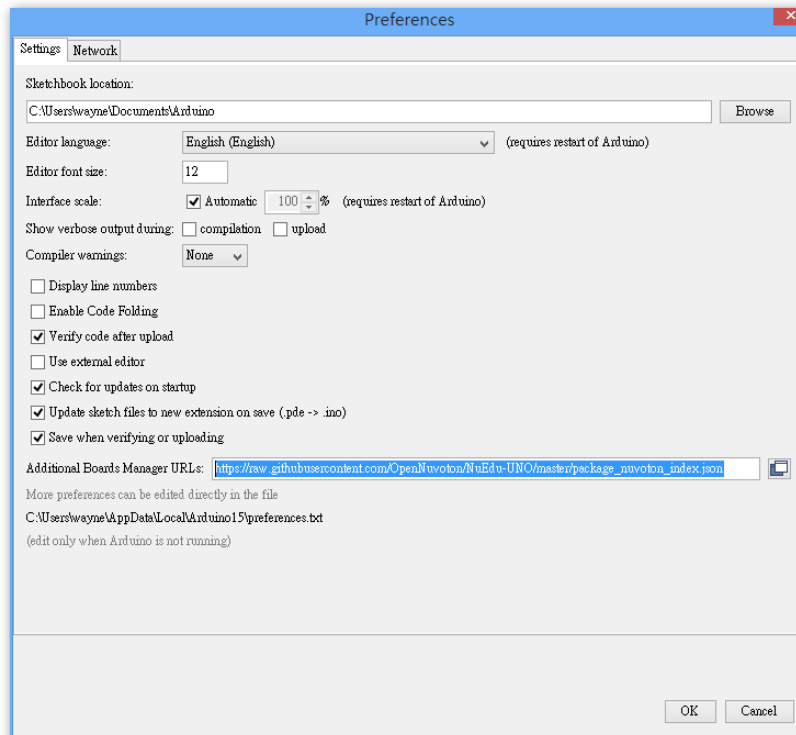 Preferences
Settings Network
Sketchbook location:
C:\Users\wayne\Documents\Arduino Browse
Editor language: English (English) (requires restart of Arduino)
Editor font size: 12
Interface scale: Automatic 100 % (requires restart of Arduino)
Show verbose output during: compilation upload
Compiler warnings: None
Display line numbers
Enable Code Folding
Verify code after upload
Use external editor
Check for updates on startup
Update sketch files to new extension on save (.pde -> .ino)
Save when verifying or uploading
Additional Boards Manager URLs: https://raw.githubusercontent.com/OpenNuvoton/NuEdu-UNO/master/package_nuvoton_index.json
More preferences can be edited directly in the file
C:\Users\wayne\AppData\Local\Arduino15\preferences.txt
(edit only when Arduino is not running)
OK Cancel